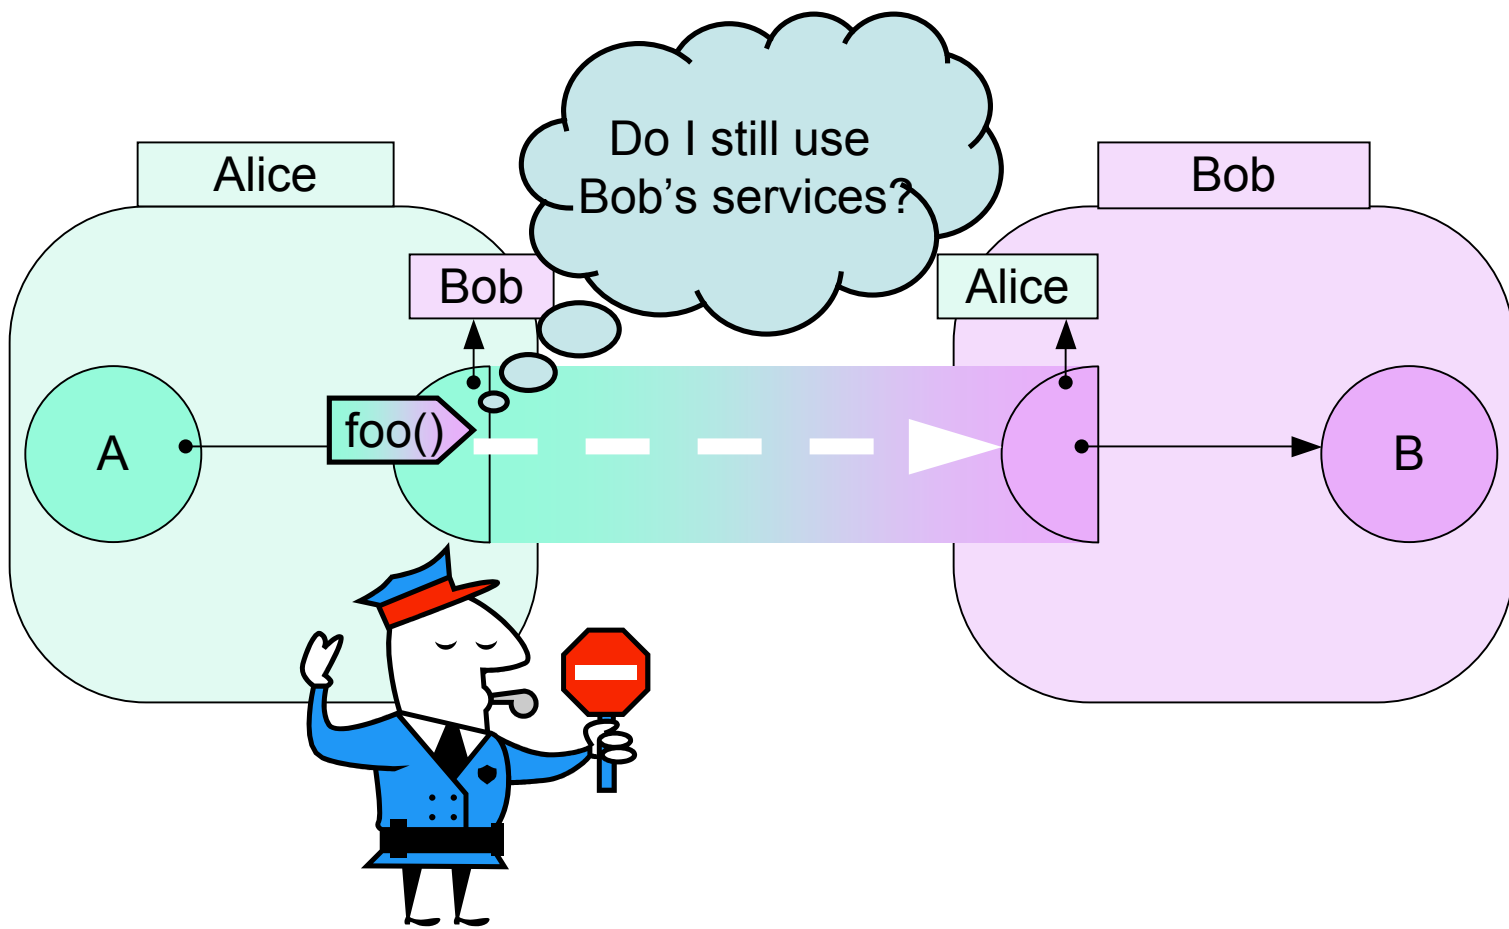 Do I still use
Bob’s services?
Alice
Bob
Bob
Alice
A
foo()
B